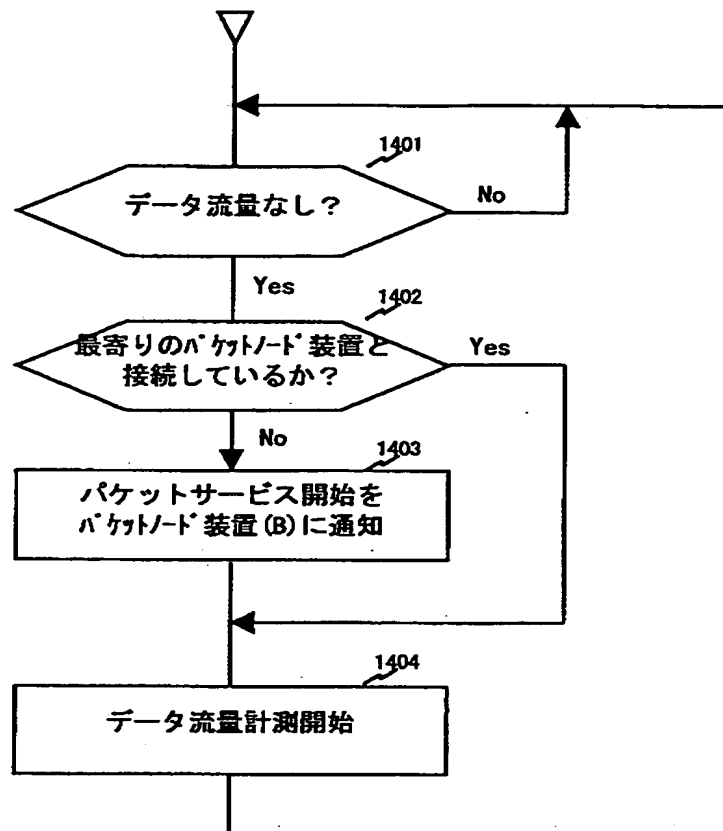 1401
データ流量なし？
No
Yes
1402
最寄りのﾊﾟｹｯﾄﾉｰﾄﾞ装置と
接続しているか？
Yes
No
1403
パケットサービス開始を
ﾊﾟｹｯﾄﾉｰﾄﾞ装置(B)に通知
1404
データ流量計測開始